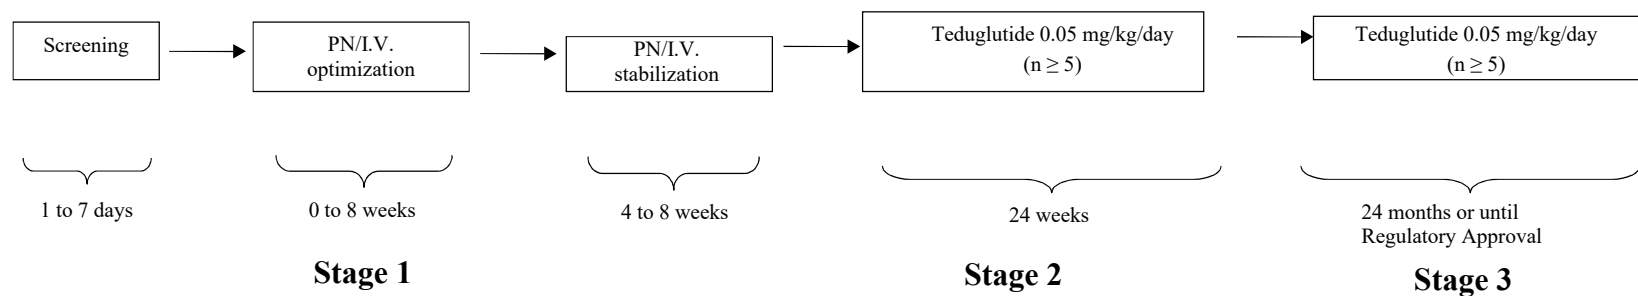 Screening
PN/I.V.
optimization
PN/I.V.
stabilization
Teduglutide 0.05 mg/kg/day
(n ≥ 5)
Teduglutide 0.05 mg/kg/day
(n ≥ 5)
1 to 7 days
0 to 8 weeks
4 to 8 weeks
24 weeks
24 months or until
Regulatory Approval
Stage 1
Stage 2
Stage 3